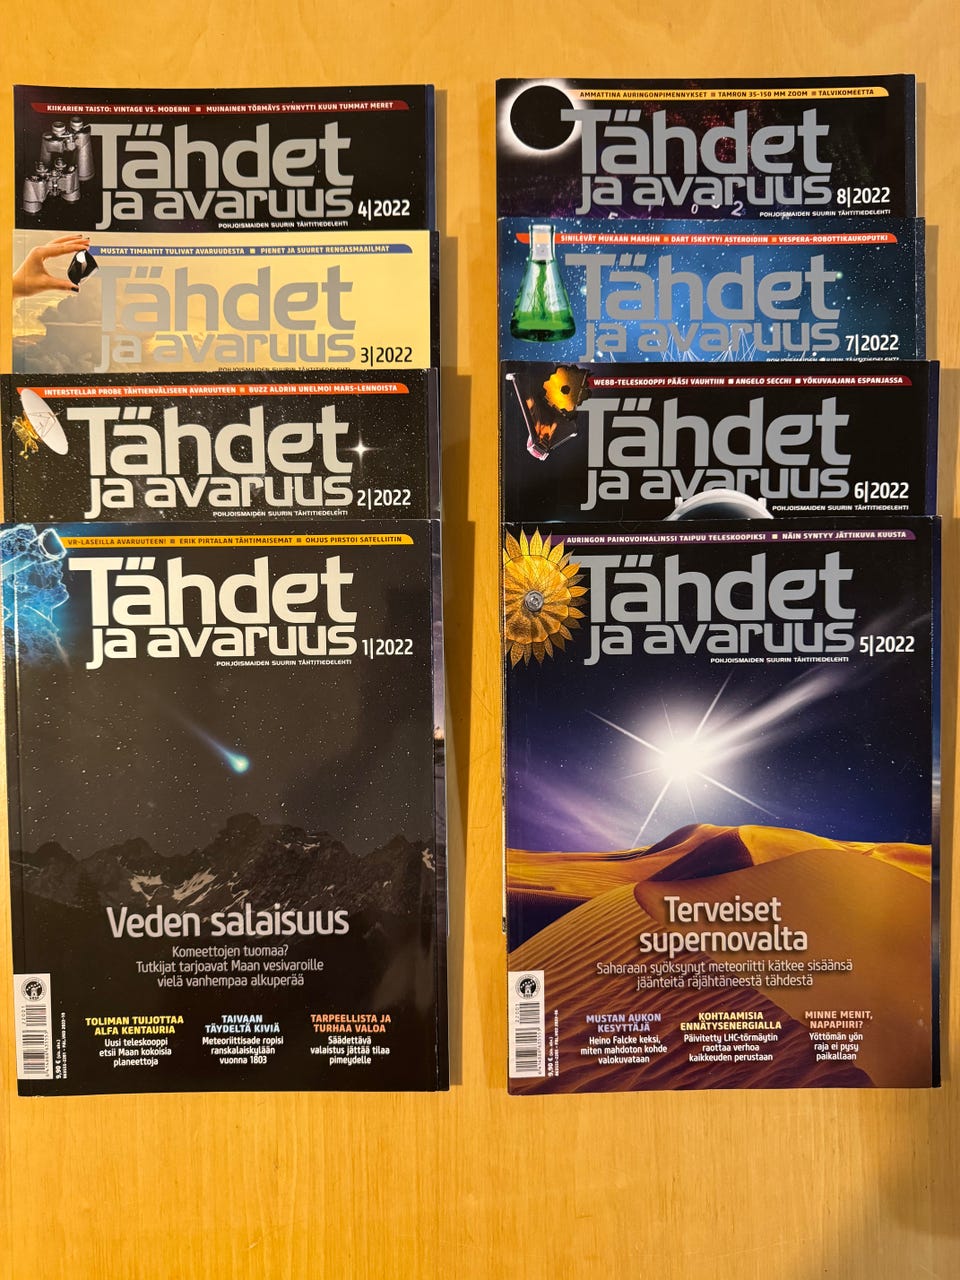 KIIKARIEN TAISTO: VINTAGE VS. MODERNI ■ MUINAINEN TÖRMÄYS SYNNYTTI KUUN TUMMAT MERET
Tähdet
ja avaruus 4|2022
POHJOISMAIDEN SUURIN TÄHTITIEDELEHTI
MUSTAT TIMANTIT TULIVAT AVARUUDESTA ■ PIENET JA SUURET RENGASMAAILMAT
Tähdet
ja avaruus 3|2022
INTERSTELLAR PROBE TÄHTIENVÄLISEEN AVARUUTEEN ■ BUZZ ALDRIN UNELMOI MARS-LENNOISTA
Tähdet
ja avaruus 2|2022
POHJOISMAIDEN SUURIN TÄHTITIEDELEHTI
VR-LASEILLA AVARUUTEEN! ■ ERIK PIRTALAN TÄHTIMAISEMAT ■ OHJUS PIRSTOI SATELLIITIN
Tähdet
ja avaruus 1|2022
POHJOISMAIDEN SUURIN TÄHTITIEDELEHTI
Veden salaisuus
Komeettojen tuomaa?
Tutkijat tarjoavat Maan vesivaroille
vielä vanhempaa alkuperää
TOLIMAN TUIJOTTAA
ALFA KENTAURIA
Uusi teleskooppi
etsii Maan kokoisia
planeettoja
TAIVAAN
TÄYDELTÄ KIVIÄ
Meteoriittisade ropisi
ranskalaiskylään
vuonna 1803
TARPEELLISTA JA
TURHAA VALOA
Säädettävä
valaistus jättää tilaa
pimeydelle
9,90 €
AMMATTINA AURINGONPIMENNYKSET ■ TAMRON 35-150 MM ZOOM ■ TALVIKOMEETTA
Tähdet
ja avaruus 8|2022
POHJOISMAIDEN SUURIN TÄHTITIEDELEHTI
SINILEVÄT MUKAAN MARSIIN ■ DART ISKEYTYI ASTEROIDIIN ■ VESPERA-ROBOTTIKAUKOPUTKI
Tähdet
ja avaruus 7|2022
WEBB-TELESKOOPPI PÄÄSI VAUHTIIN ■ ANGELO SECCHI ■ YÖKUVAAJANA ESPANJASSA
Tähdet
ja avaruus 6|2022
POHJOISMAIDEN SUURIN TÄHTITIEDELEHTI
AURINGON PAINOVOIMALINSSI TAIPUU TELESKOOPIKSI ■ NÄIN SYNTYY JÄTTIKUVA KUUSTA
Tähdet
ja avaruus 5|2022
POHJOISMAIDEN SUURIN TÄHTITIEDELEHTI
Terveiset
supernovalta
Saharaan syöksynyt meteoriitti kätkee sisäänsä
jäänteitä räjähtäneestä tähdestä
MUSTAN AUKON
KESYTTÄJÄ
Heino Falcke keksi,
miten mahdoton kohde
valokuvataan
KOHTAAMISIA
ENNÄTYSENERGIALLA
Päivitetty LHC-törmäytin
raottaa verhoa
kaikkeuden perustaan
MINNE MENIT,
NAPAPIIRI?
Yöttömän yön
raja ei pysy
paikallaan
9,90 €